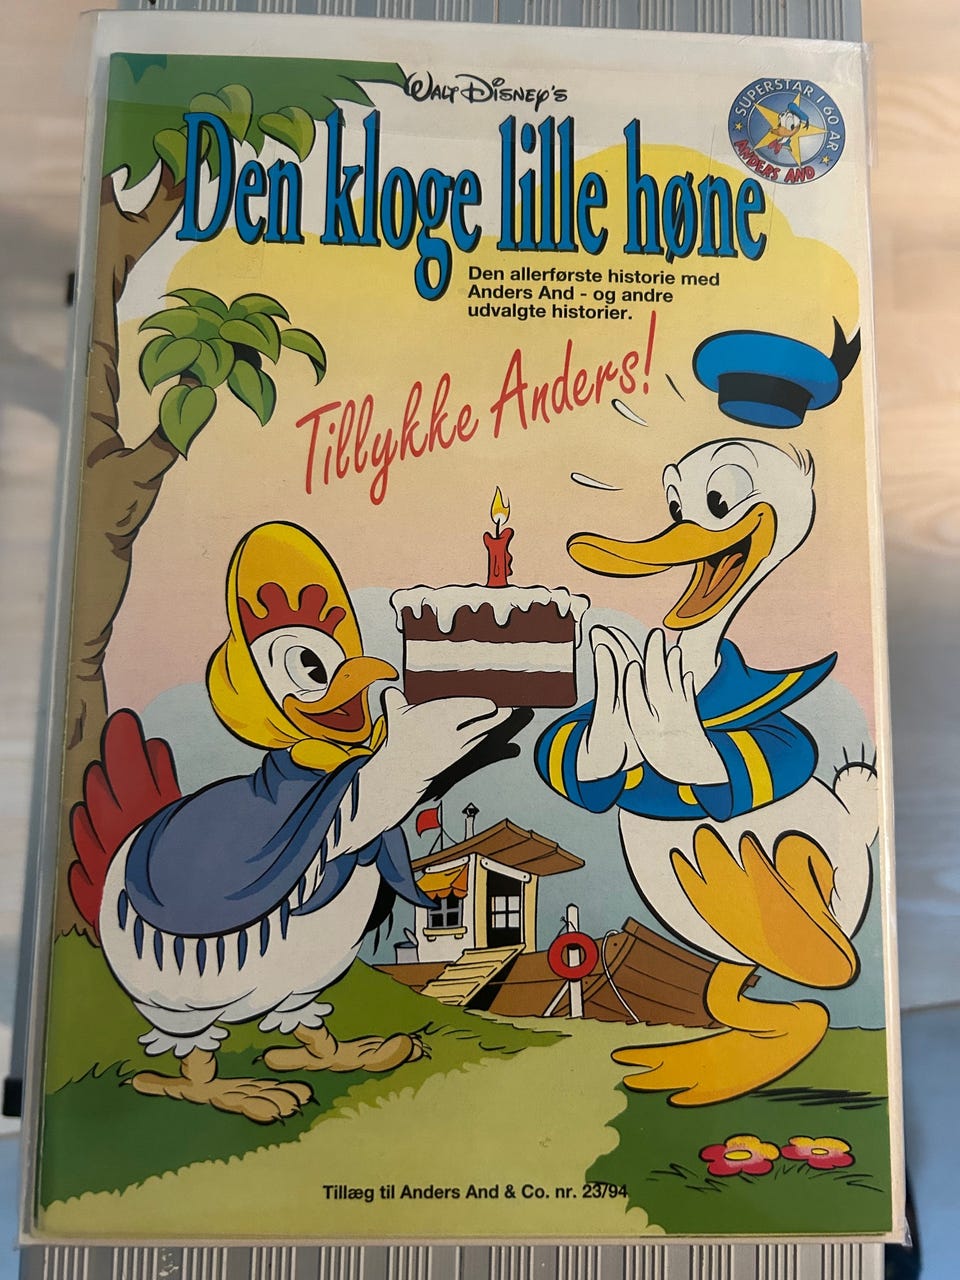 WALT DISNEY'S
SUPERSTAR I 60 ÅR
ANDERS AND
Den kloge lille høne
Den allerførste historie med
Anders And - og andre
udvalgte historier.
Tillykke Anders!
Tillæg til Anders And & Co. nr. 23/94